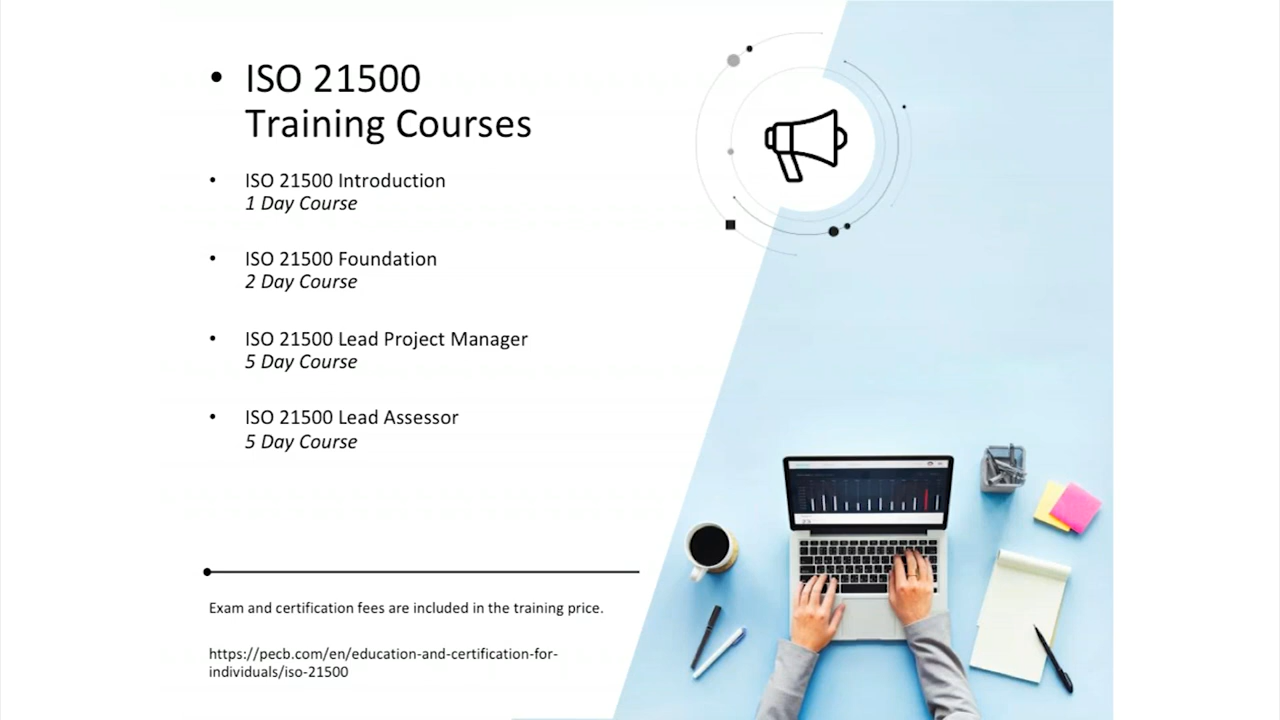 • ISO 21500
Training Courses
• ISO 21500 Introduction
1 Day Course
• ISO 21500 Foundation
2 Day Course
• ISO 21500 Lead Project Manager
5 Day Course
• ISO 21500 Lead Assessor
5 Day Course
Exam and certification fees are included in the training price.
https://pecb.com/en/education-and-certification-for-
individuals/iso-21500